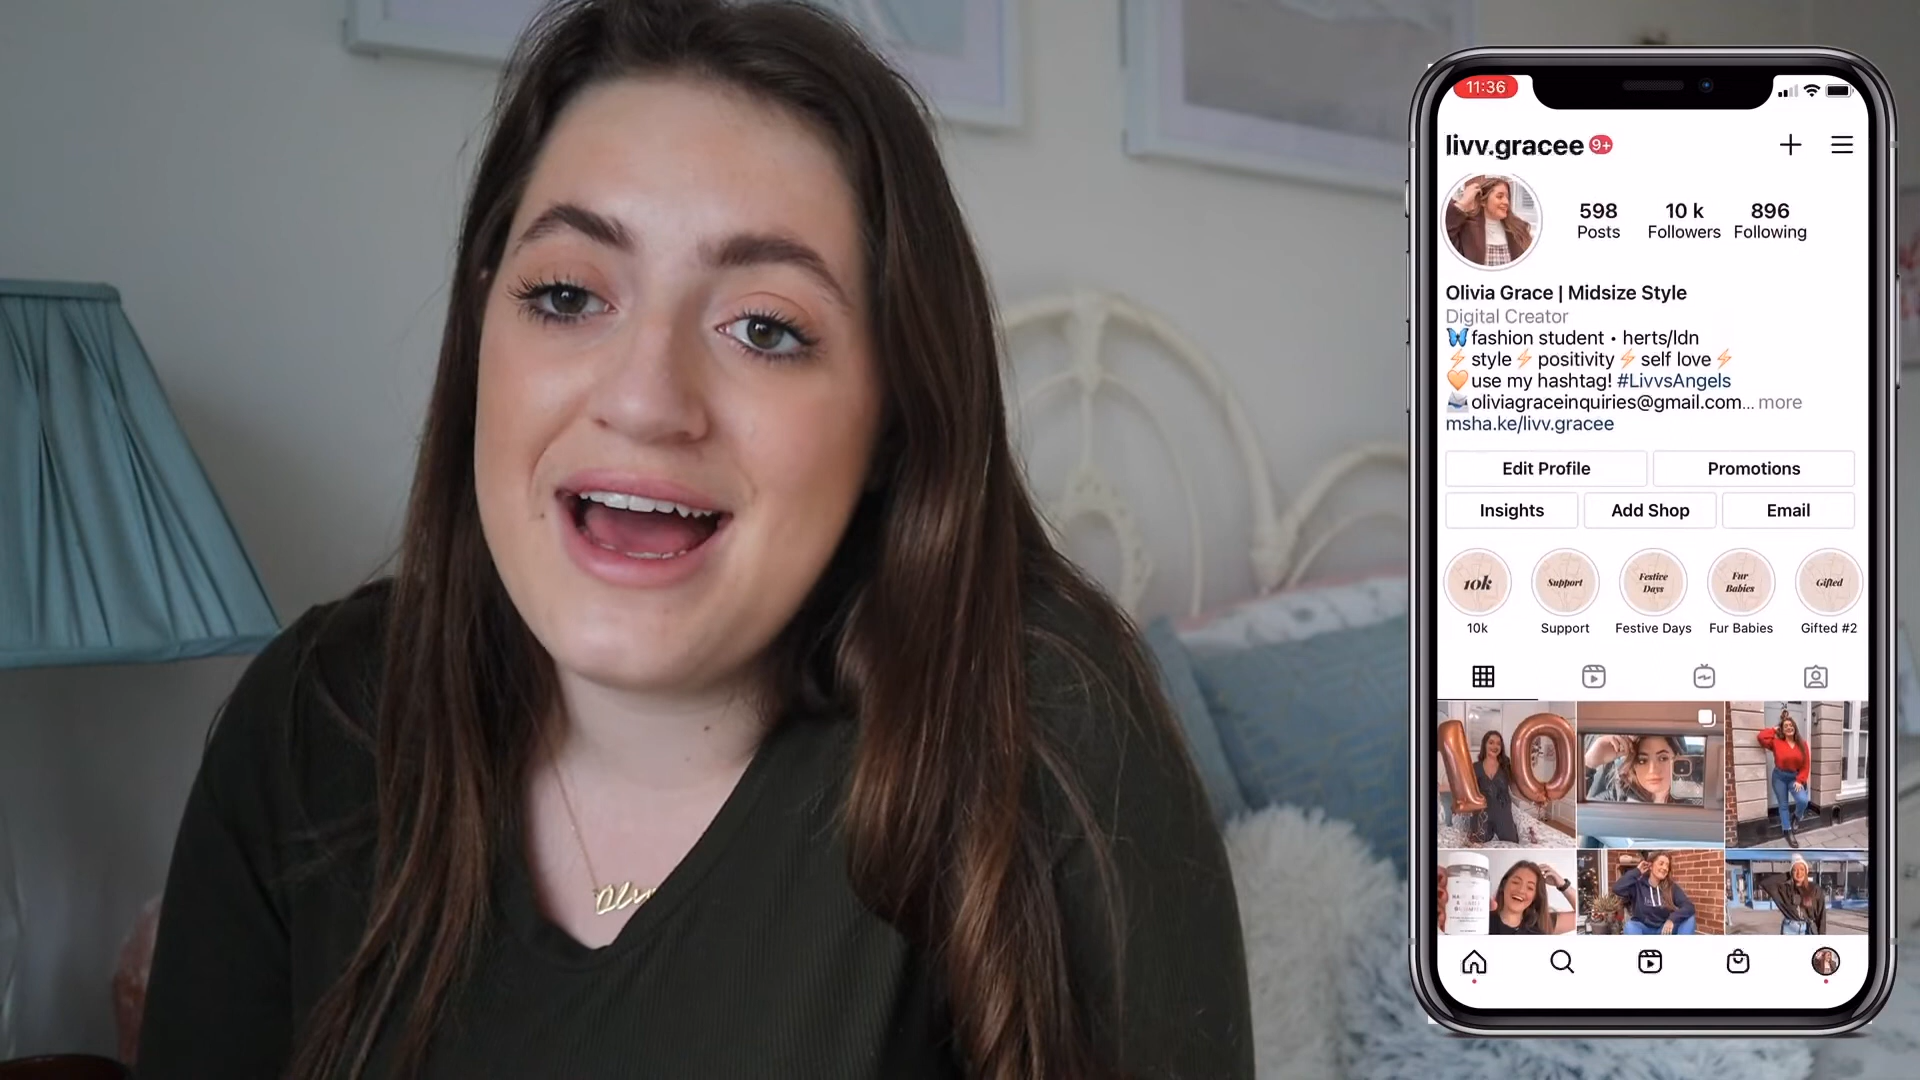 11:36
livv.gracee 9+
598 10 k 896
Posts Followers Following
Olivia Grace | Midsize Style
Digital Creator
fashion student • herts/ldn
style positivity self love
use my hashtag! #LivvsAngels
oliviagraceinquiries@gmail.com... more
msha.ke/livv.gracee
Edit Profile Promotions
Insights Add Shop Email
10k Support Festive Days Fur Babies Gifted
10k Support Festive Days Fur Babies Gifted #2
10